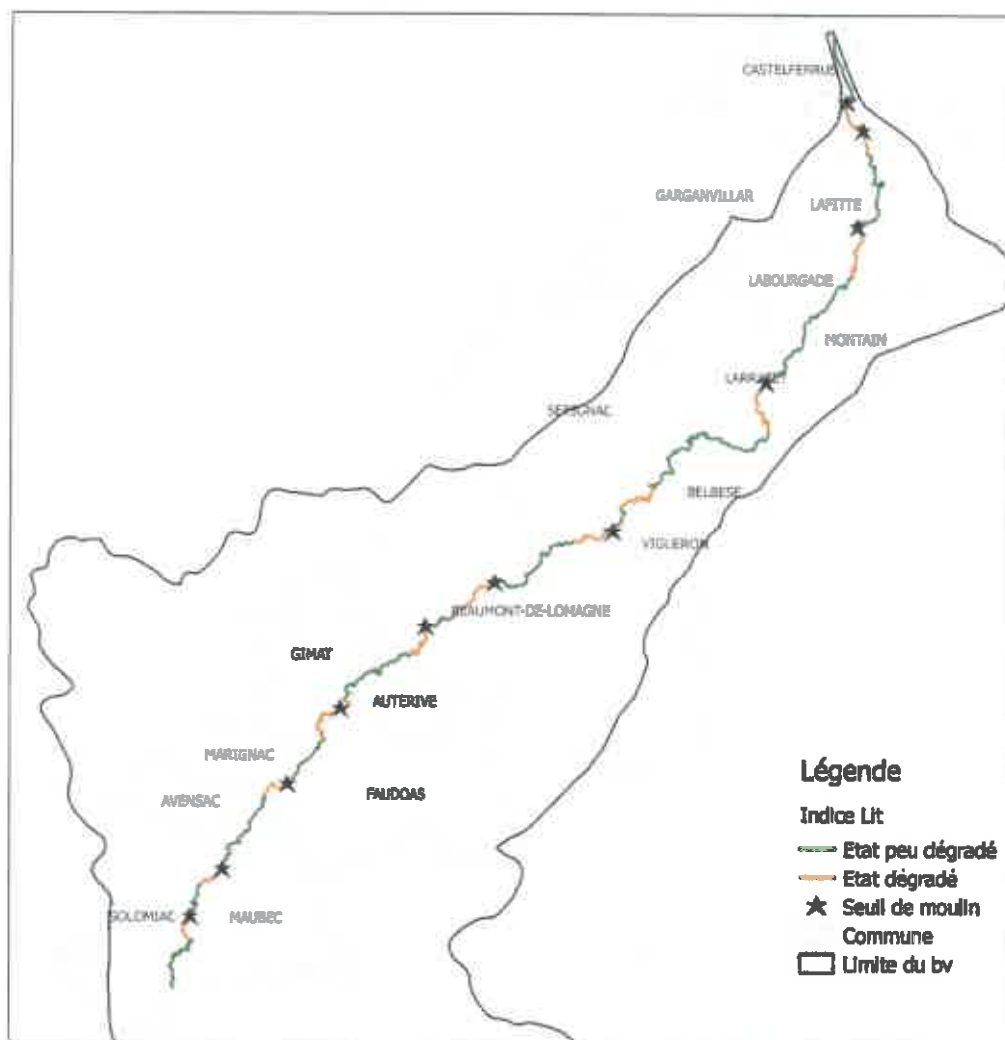 CASTELFERRUS
GARGANVILLAR
LAFITTE
LABOURGADE
MONTAIN
BELBESE
VIGUERON
BEAUMONT-DE-LOMAGNE
GIMAT
AUTERIVE
MARIGNAC
AVENSAC
FAUDOAS
SOLOMIAC
MAUBEC
Légende
Indice Lit
Etat peu dégradé
Etat dégradé
Seuil de moulin
Commune
Limite du bv